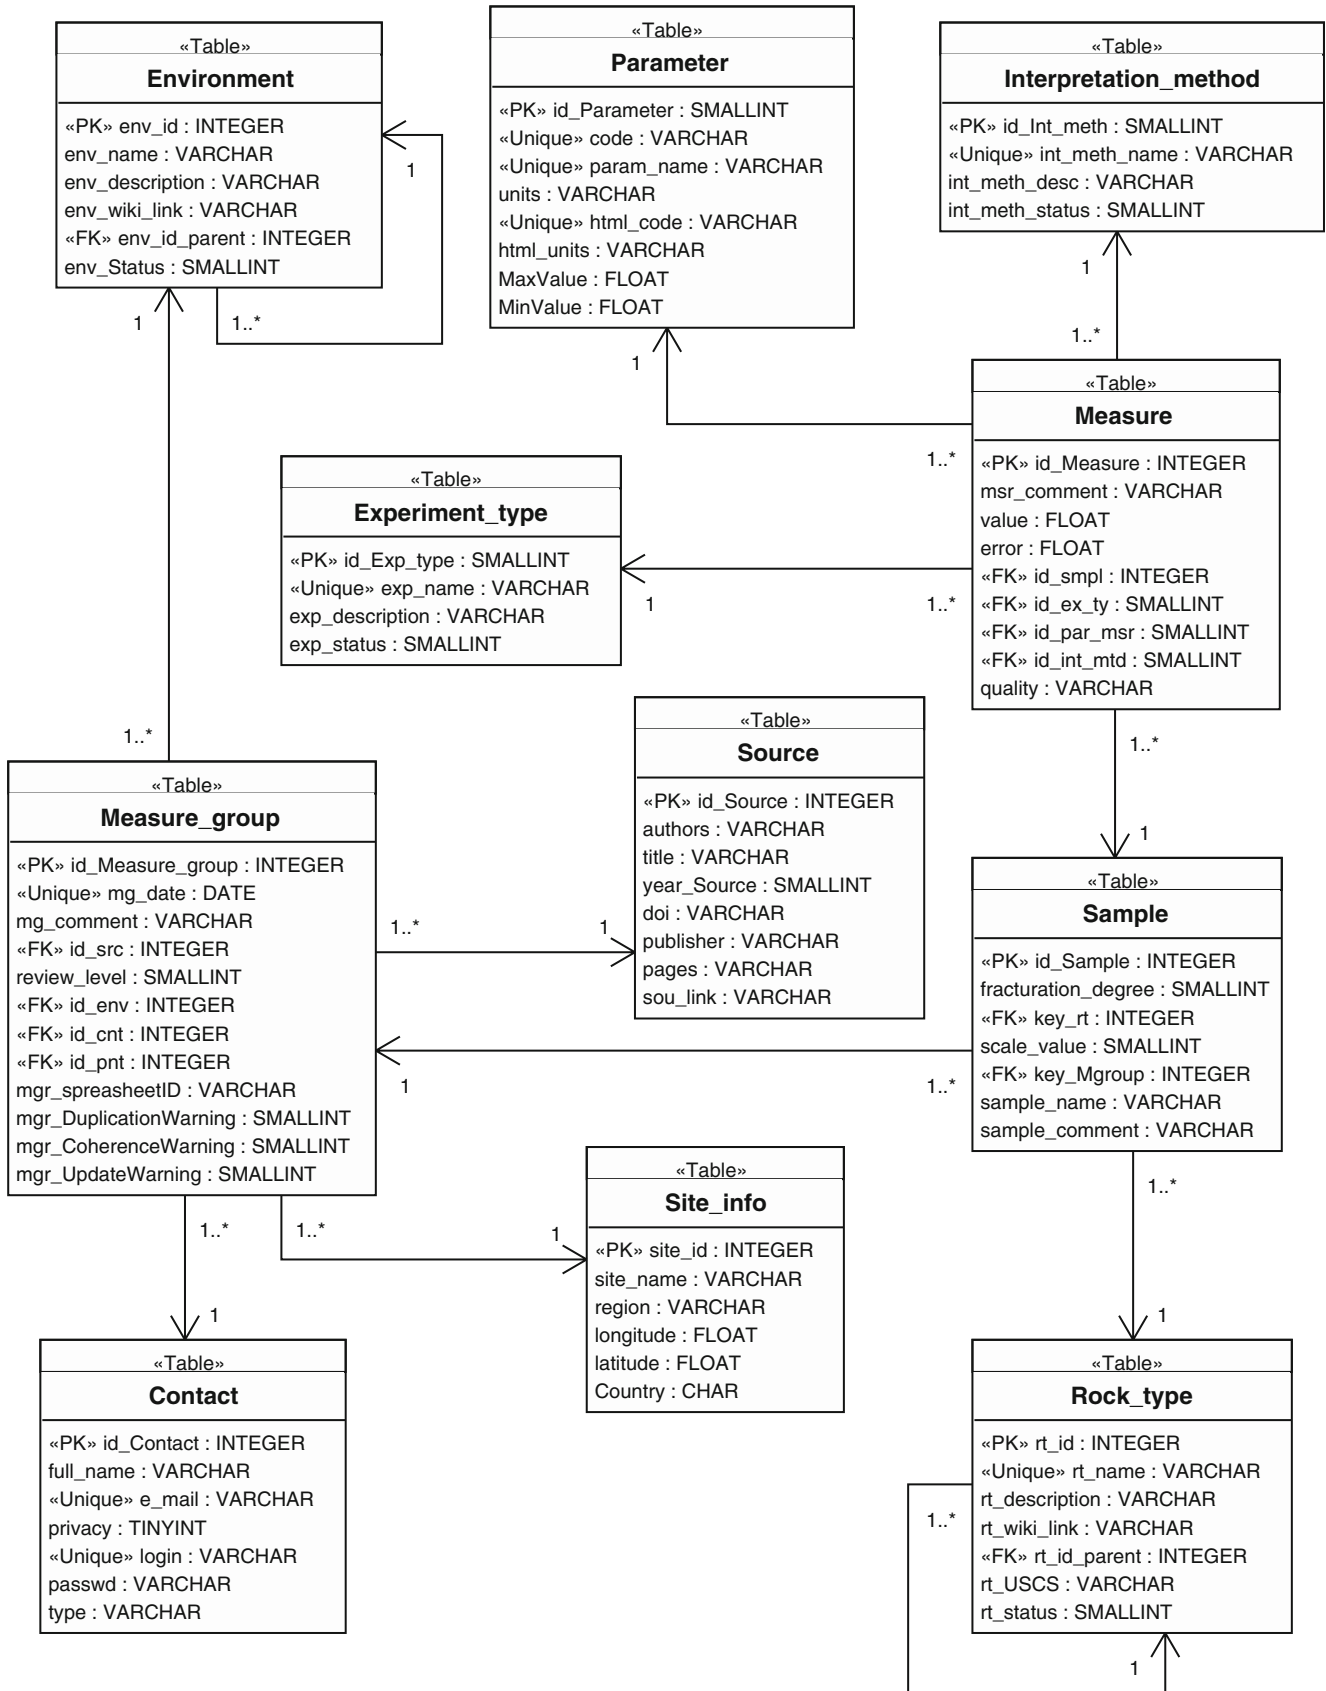 «Table»
Environment
«PK» env_id : INTEGER
env_name : VARCHAR
env_description : VARCHAR
env_wiki_link : VARCHAR
«FK» env_id_parent : INTEGER
env_Status : SMALLINT
1
1..*
1
«Table»
Parameter
«PK» id_Parameter : SMALLINT
«Unique» code : VARCHAR
«Unique» param_name : VARCHAR
units : VARCHAR
«Unique» html_code : VARCHAR
html_units : VARCHAR
MaxValue : FLOAT
MinValue : FLOAT
1
«Table»
Interpretation_method
«PK» id_Int_meth : SMALLINT
«Unique» int_meth_name : VARCHAR
int_meth_desc : VARCHAR
int_meth_status : SMALLINT
1
1..*
«Table»
Measure
«PK» id_Measure : INTEGER
msr_comment : VARCHAR
value : FLOAT
error : FLOAT
«FK» id_smpl : INTEGER
«FK» id_ex_ty : SMALLINT
«FK» id_par_msr : SMALLINT
«FK» id_int_mtd : SMALLINT
quality : VARCHAR
1..*
1..*
1..*
«Table»
Experiment_type
«PK» id_Exp_type : SMALLINT
«Unique» exp_name : VARCHAR
exp_description : VARCHAR
exp_status : SMALLINT
1
1..*
«Table»
Measure_group
«PK» id_Measure_group : INTEGER
«Unique» mg_date : DATE
mg_comment : VARCHAR
«FK» id_src : INTEGER
review_level : SMALLINT
«FK» id_env : INTEGER
«FK» id_cnt : INTEGER
«FK» id_pnt : INTEGER
mgr_spreasheetID : VARCHAR
mgr_DuplicationWarning : SMALLINT
mgr_CoherenceWarning : SMALLINT
mgr_UpdateWarning : SMALLINT
1..*
1
1
1..*
1..*
«Table»
Source
«PK» id_Source : INTEGER
authors : VARCHAR
title : VARCHAR
year_Source : SMALLINT
doi : VARCHAR
publisher : VARCHAR
pages : VARCHAR
sou_link : VARCHAR
1
«Table»
Sample
«PK» id_Sample : INTEGER
fracturation_degree : SMALLINT
«FK» key_rt : INTEGER
scale_value : SMALLINT
«FK» key_Mgroup : INTEGER
sample_name : VARCHAR
sample_comment : VARCHAR
1..*
1..*
«Table»
Site_info
«PK» site_id : INTEGER
site_name : VARCHAR
region : VARCHAR
longitude : FLOAT
latitude : FLOAT
Country : CHAR
1
1
«Table»
Contact
«PK» id_Contact : INTEGER
full_name : VARCHAR
«Unique» e_mail : VARCHAR
privacy : TINYINT
«Unique» login : VARCHAR
passwd : VARCHAR
type : VARCHAR
1
«Table»
Rock_type
«PK» rt_id : INTEGER
«Unique» rt_name : VARCHAR
rt_description : VARCHAR
rt_wiki_link : VARCHAR
«FK» rt_id_parent : INTEGER
rt_USCS : VARCHAR
rt_status : SMALLINT
1..*
1